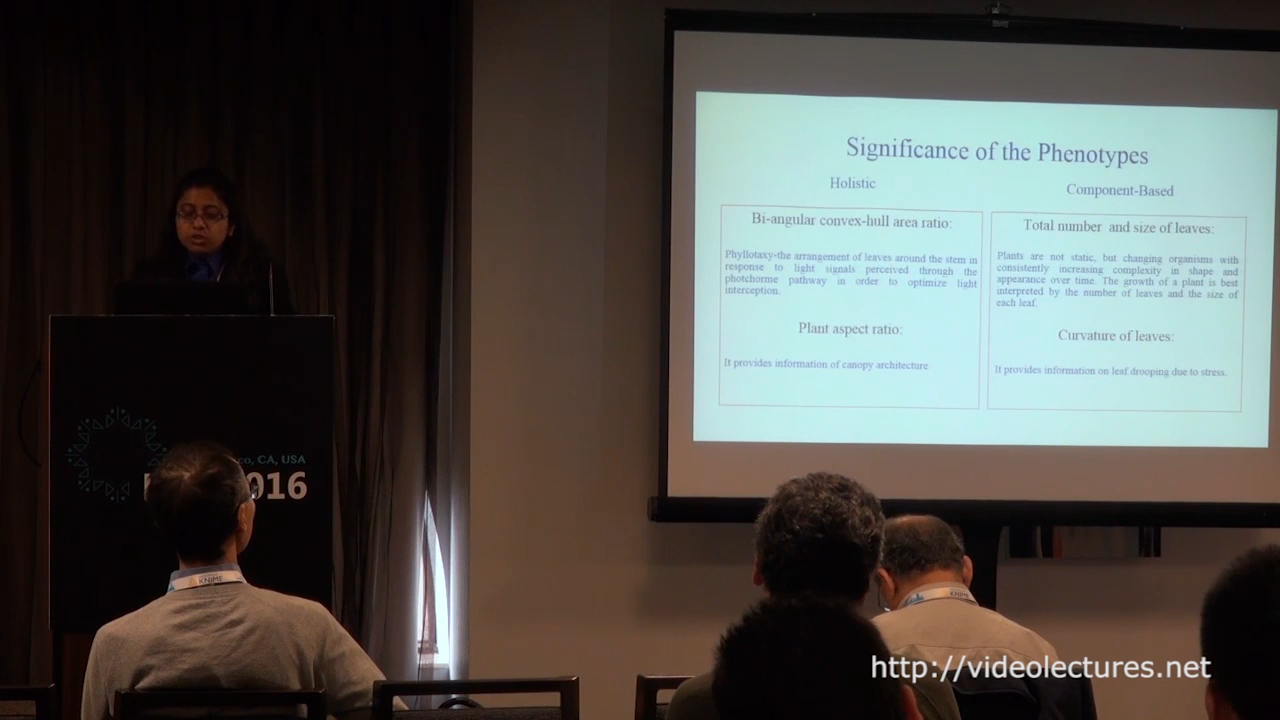 Significance of the Phenotypes
Holistic
Component-Based
Bi-angular convex-hull area ratio:
Phyllotaxy-the arrangement of leaves around the stem in
response to light signals perceived through the
photchorme pathway in order to optimize light
interception.
Plant aspect ratio:
It provides information of canopy architecture.
Total number and size of leaves:
Plants are not static, but changing organisms with
consistently increasing complexity in shape and
appearance over time. The growth of a plant is best
interpreted by the number of leaves and the size of
each leaf.
Curvature of leaves:
It provides information on leaf drooping due to stress.
co, CA, USA
016
KNIME
KNIME
http://videolectures.net